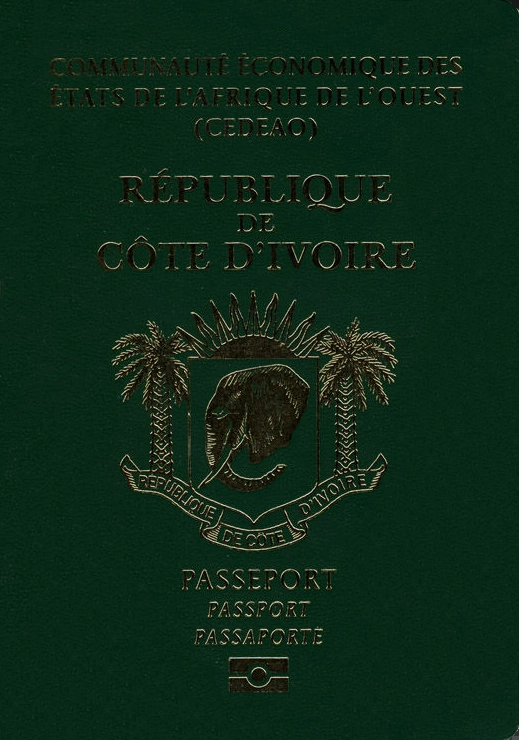 COMMUNAUTÉ ÉCONOMIQUE DES
ÉTATS DE L'AFRIQUE DE L'OUEST
(CEDEAO)
RÉPUBLIQUE
DE
CÔTE D'IVOIRE
RÉPUBLIQUE DE CÔTE D'IVOIRE
PASSEPORT
PASSPORT
PASSAPORTE